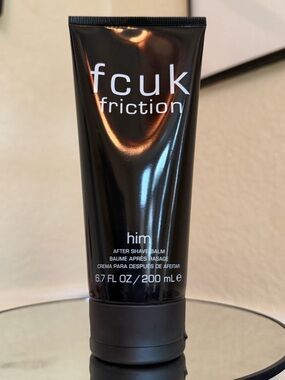 fcuk
friction
him
AFTER SHAVE BALM
BAUME APRÈS RASAGE
CREMA PARA DESPUES DE AFEITAR
6.7 FL OZ / 200 mL e